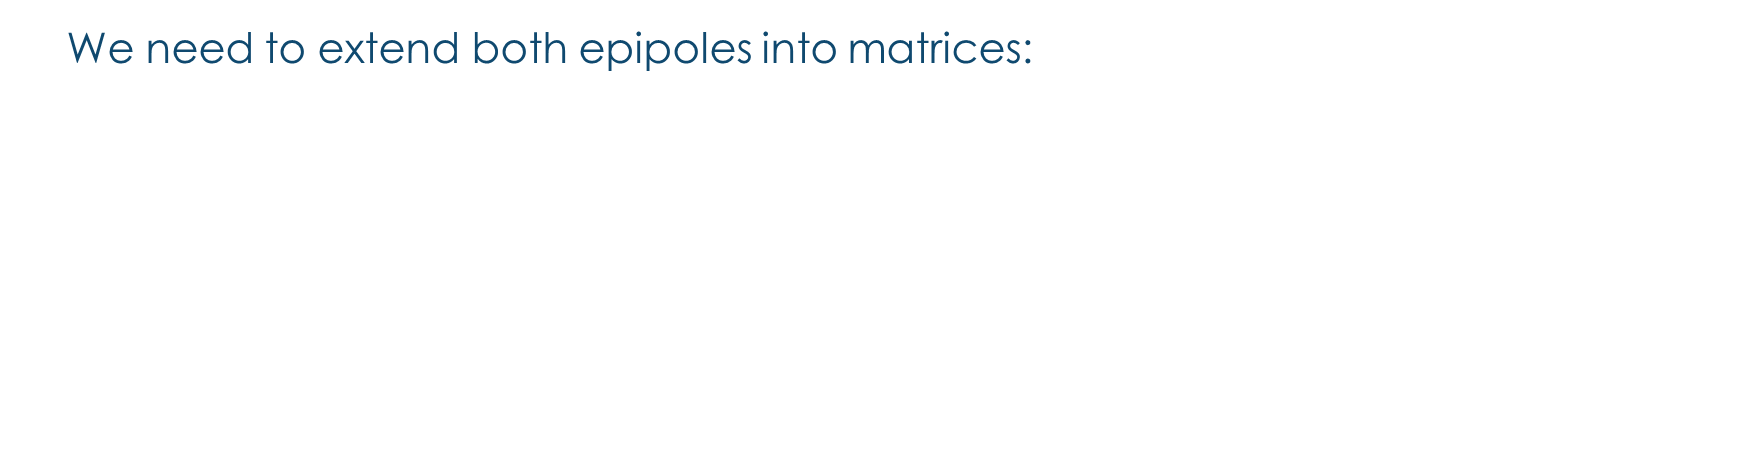 We need to extend both epipoles into matrices: